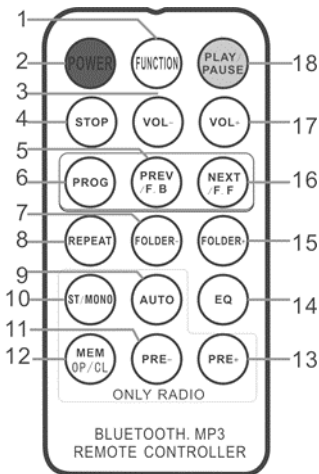 1
2 POWER FUNCTION PLAY/ PAUSE 18
3
4 STOP VOL- VOL+ 17
5
6 PROG PREV /F.B NEXT /F.F 16
7
8 REPEAT FOLDER- FOLDER+ 15
9
10 ST/MONO AUTO EQ 14
11
12 MEM OP/CL PRE- PRE+ 13
ONLY RADIO
BLUETOOTH. MP3
REMOTE CONTROLLER